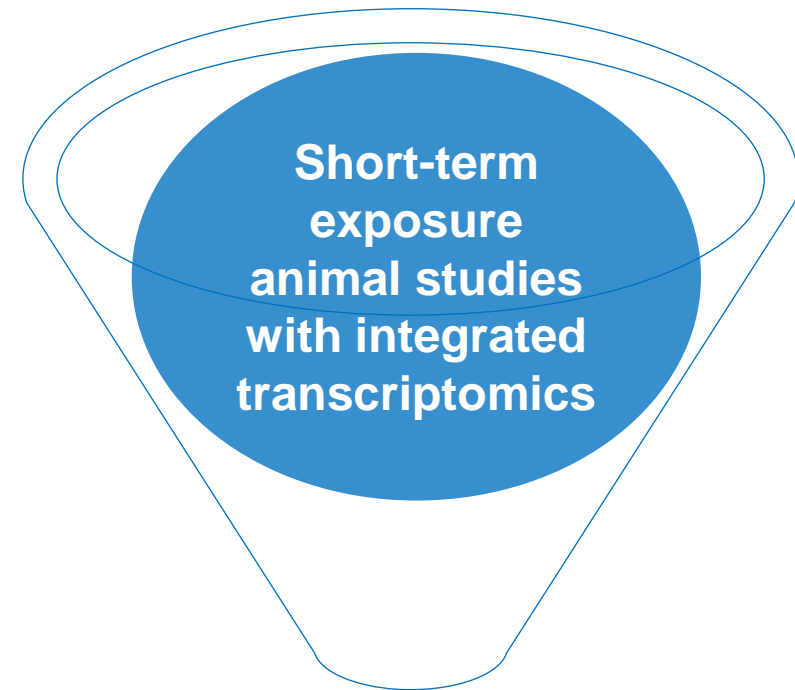 Short-term
exposure
animal studies
with integrated
transcriptomics